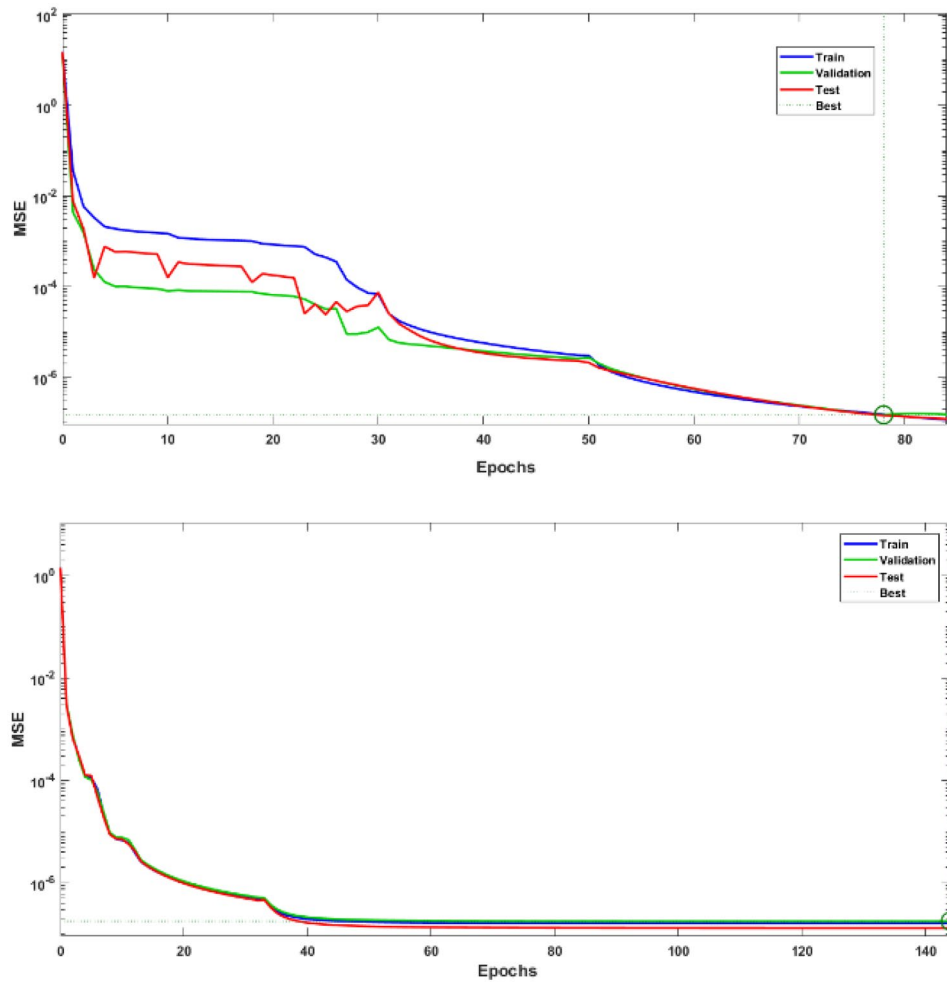 10^2
10^0
10^-2
10^-4
10^-6
MSE
Train
Validation
Test
Best
0 10 20 30 40 50 60 70 80
Epochs
10^0
10^-2
10^-4
10^-6
MSE
Train
Validation
Test
Best
0 20 40 60 80 100 120 140
Epochs